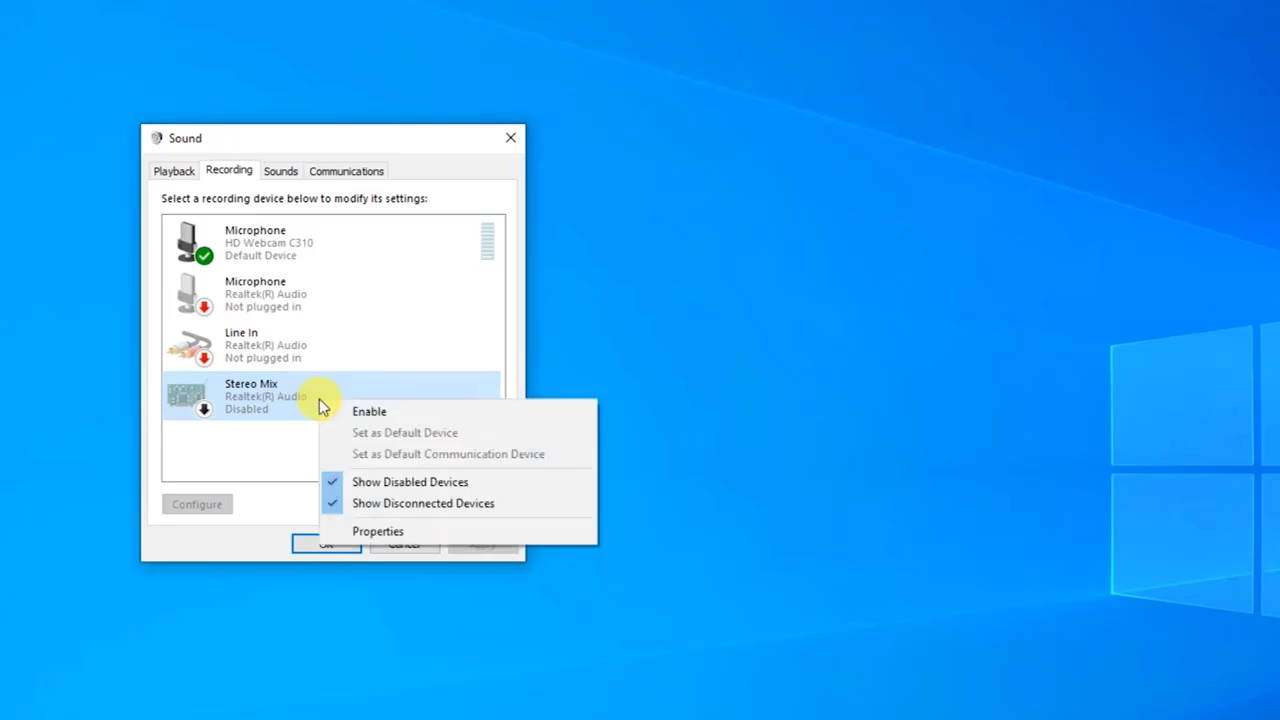 Sound
Playback
Recording
Sounds
Communications
Select a recording device below to modify its settings:
Microphone
HD Webcam C310
Default Device
Microphone
Realtek(R) Audio
Not plugged in
Line In
Realtek(R) Audio
Not plugged in
Stereo Mix
Realtek(R) Audio
Disabled
Enable
Set as Default Device
Set as Default Communication Device
Show Disabled Devices
Show Disconnected Devices
Properties
Configure
OK
Cancel